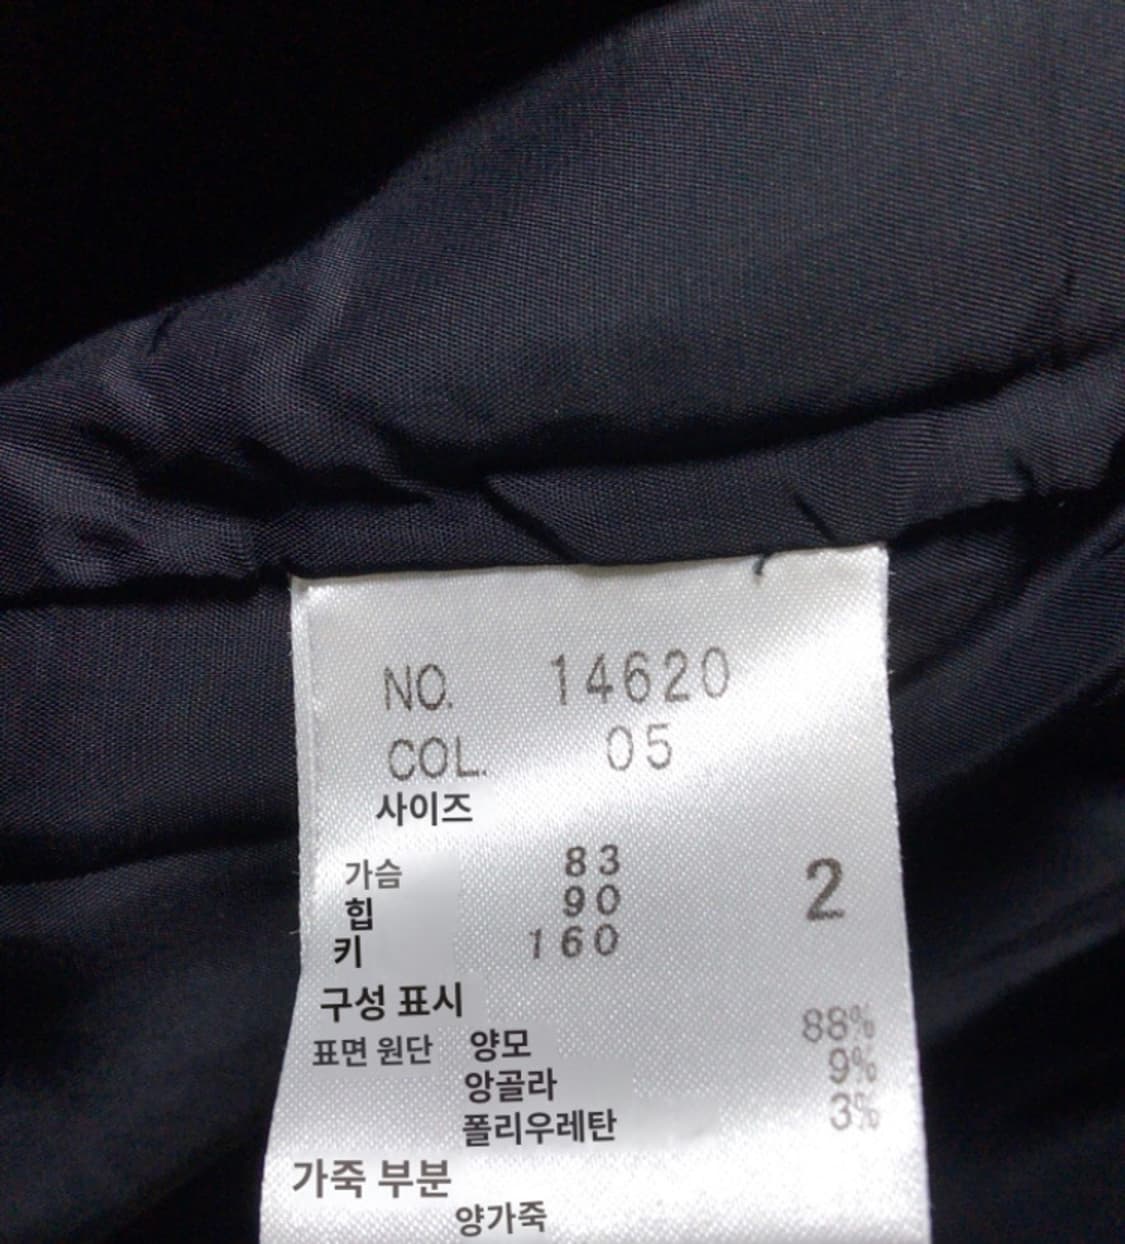 NO. 14620
COL. 05
사이즈
가슴 83
힙 90 2
키 160
구성 표시
표면 원단 양모 88%
앙골라 9%
폴리우레탄 3%
가죽 부분
양가죽